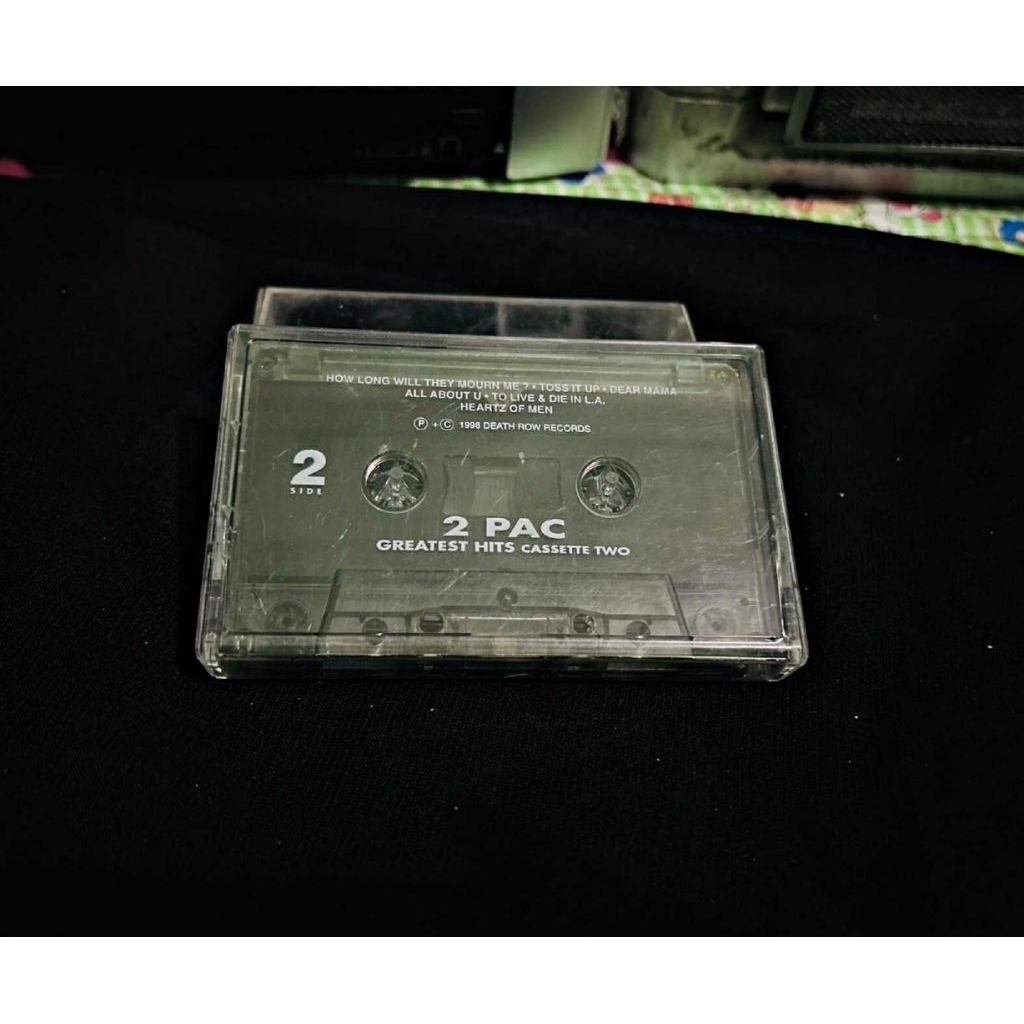 HOW LONG WILL THEY MOURN ME? • TOSS IT UP • DEAR MAMA
ALL ABOUT U • TO LIVE & DIE IN L.A.
HEARTZ OF MEN
Ⓟ + © 1998 DEATH ROW RECORDS
2
SIDE
2 PAC
GREATEST HITS CASSETTE TWO